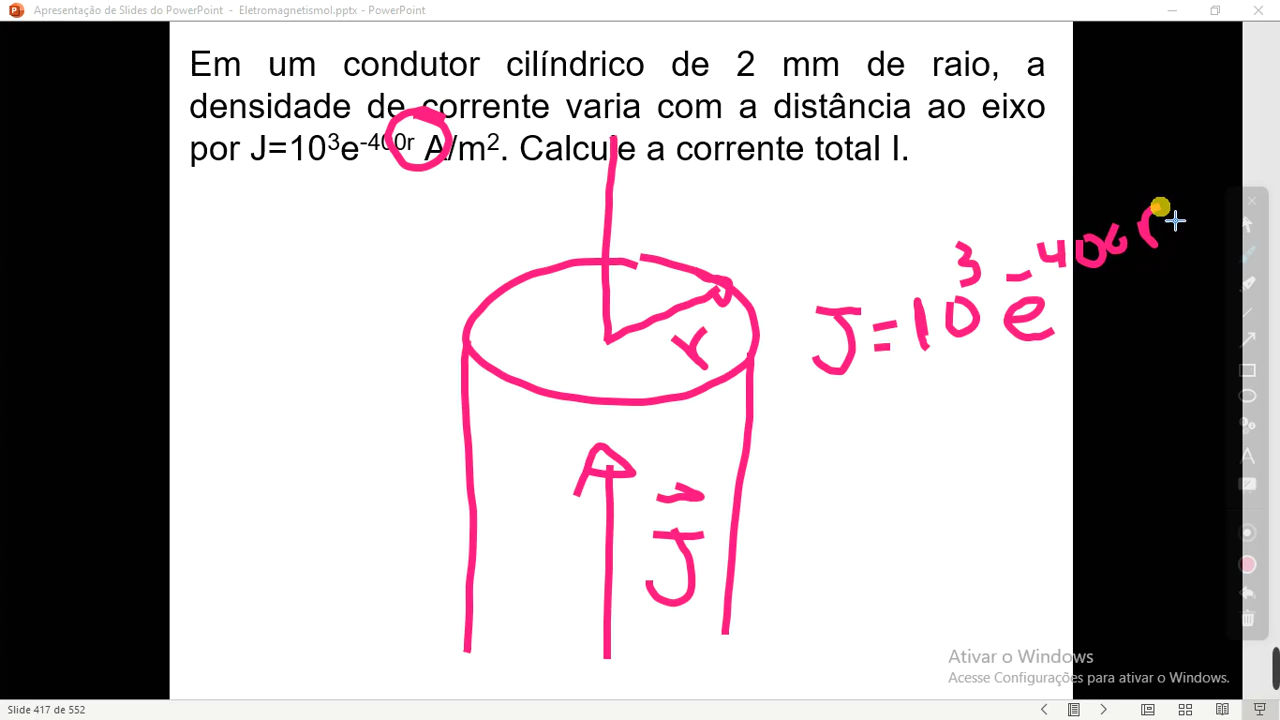 Apresentação de Slides do PowerPoint - Eletromagnetismol.pptx - PowerPoint
Em um condutor cilíndrico de 2 mm de raio, a
densidade de corrente varia com a distância ao eixo
por J=10³e⁻⁴⁰⁰ʳ A/m². Calcule a corrente total I.
J=10³e⁻⁴⁰⁰ʳ
r
J⃗
Ativar o Windows
Acesse Configurações para ativar o Windows.
Slide 417 de 552